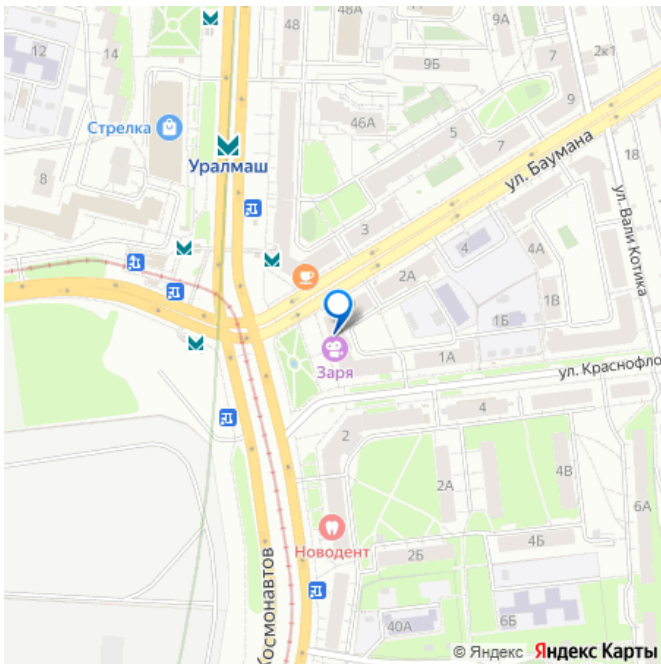 48
48А
9А
12
14
9Б
7
2к1
9
46А
5
7
Стрелка
Уралмаш
ул. Баумана
18
8
3
4
4А
ул. Вали Котика
2А
1В
1Б
1А
Заря
ул. Краснофло
2
4
2А
4В
6А
Новодент
2Б
4Б
Космонавтов
40А
6Б
© Яндекс Яндекс Карты